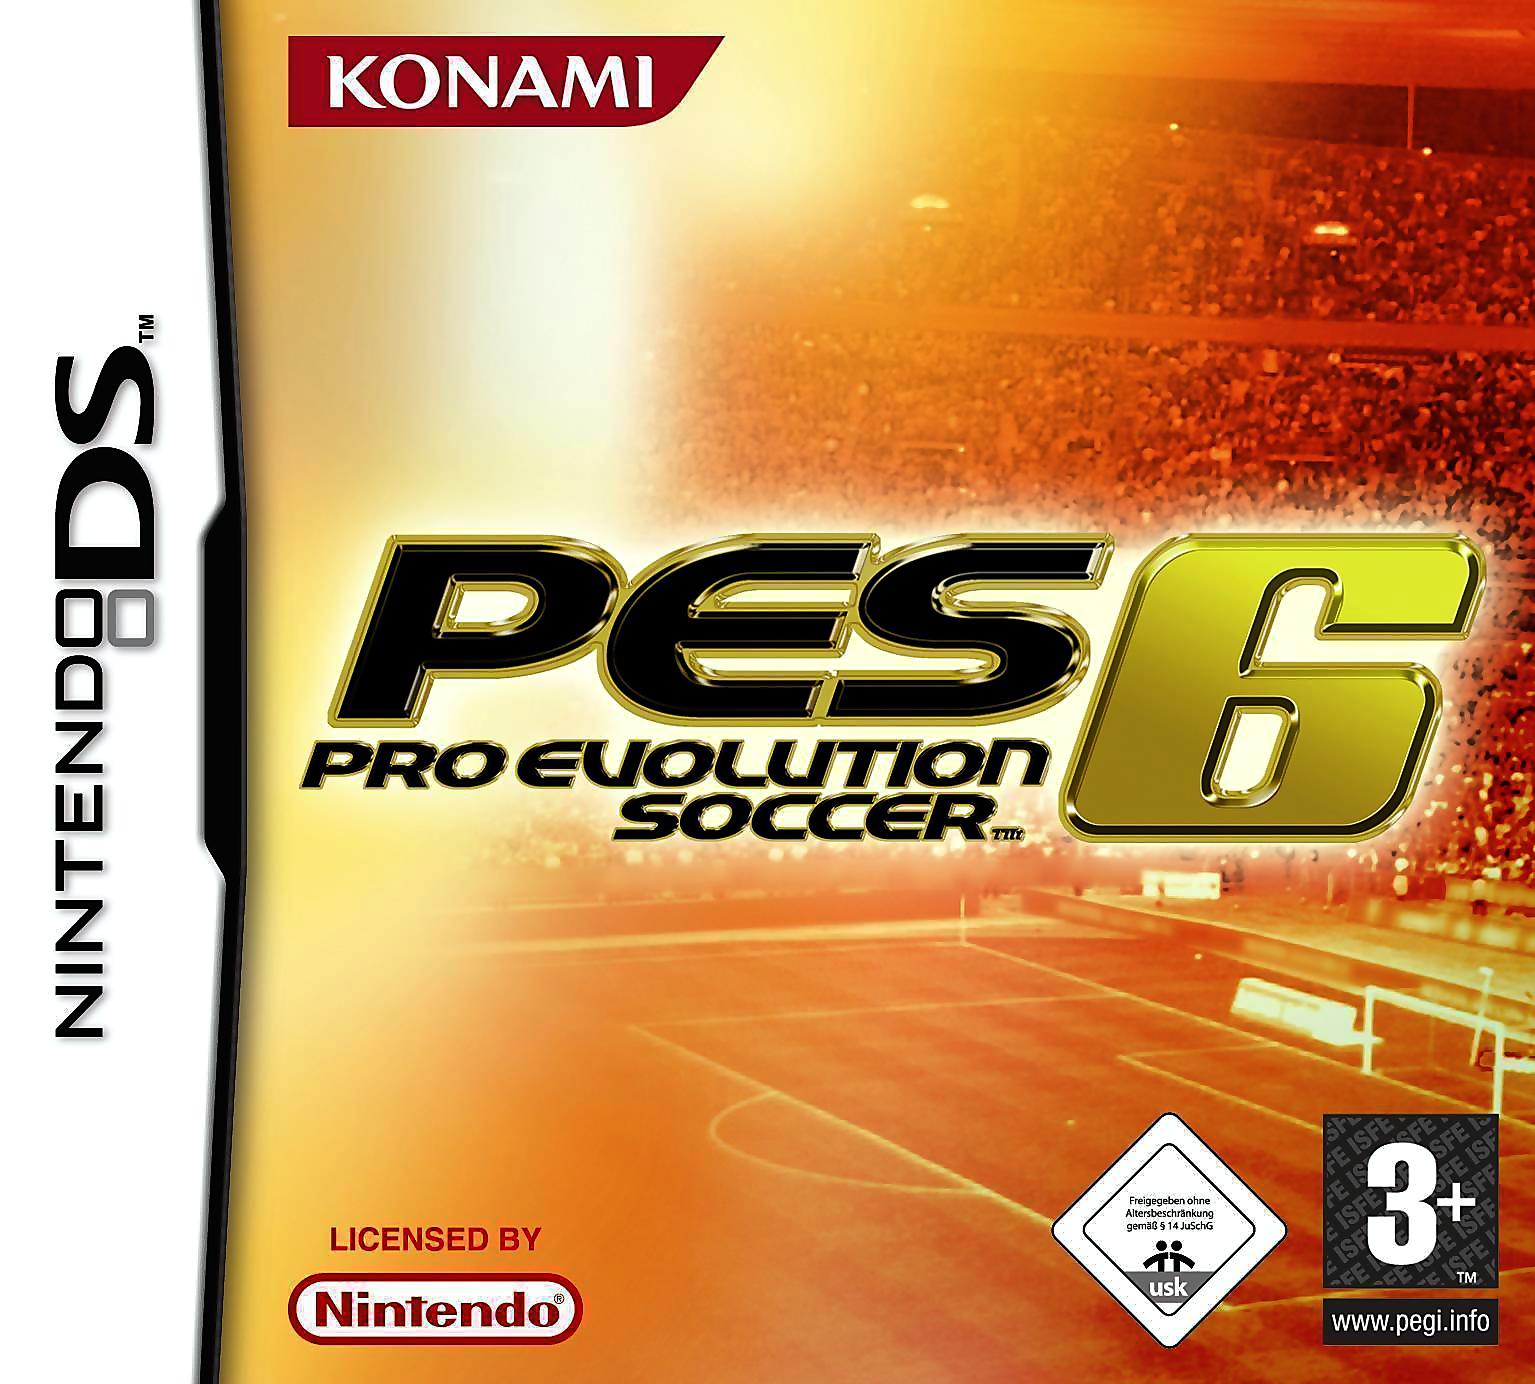 KONAMI
NINTENDO DS™
PES 6
PRO EVOLUTION
SOCCER™
LICENSED BY
Nintendo®
Freigegeben ohne
Altersbeschränkung
gemäß § 14 JuSchG
usk
ISFE
3+
™
www.pegi.info